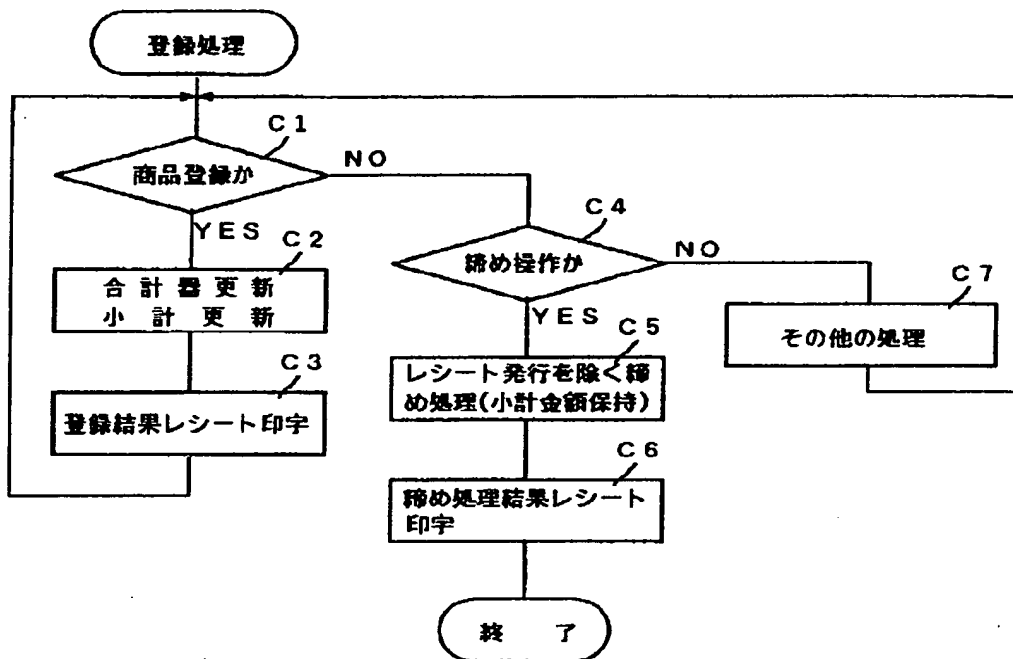 登録処理
C1
商品登録か
NO
YES
C2
合計器更新
小計更新
C3
登録結果レシート印字
C4
締め操作か
NO
YES
C5
レシート発行を除く締
め処理(小計金額保持)
C6
締め処理結果レシート
印字
C7
その他の処理
終了